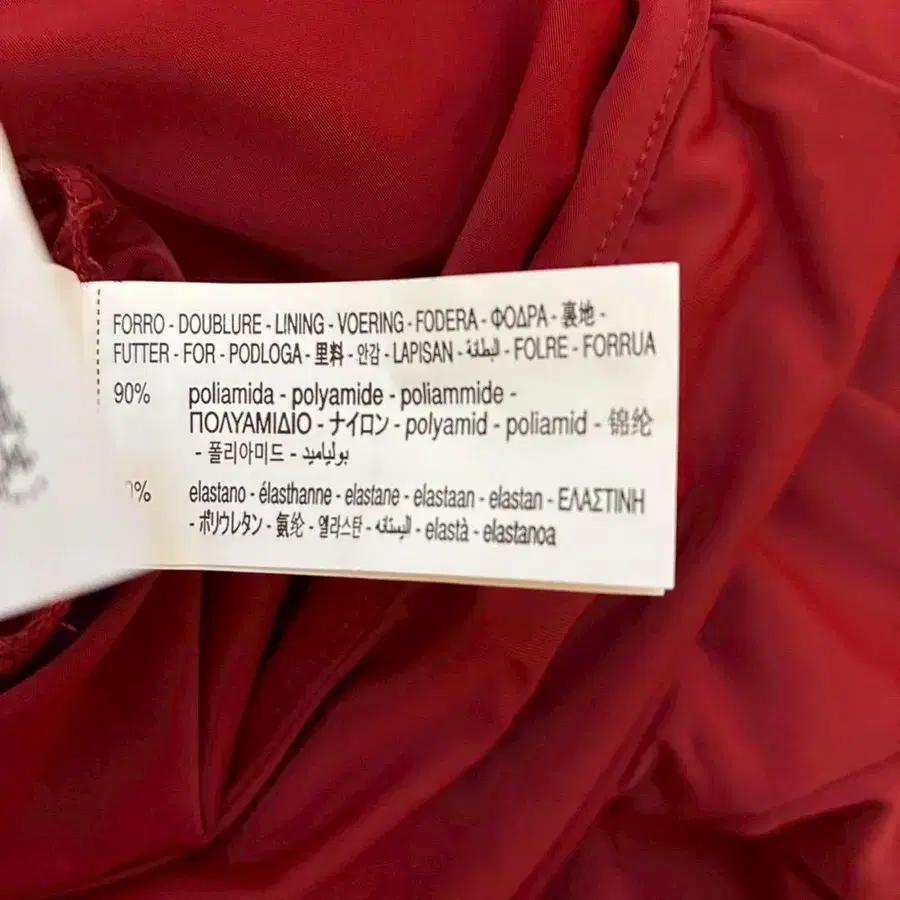 FORRO - DOUBLURE - LINING - VOERING - FODERA - ΦΟΔΡΑ - 裏地 -
FUTTER - FOR - PODLOGA - 里料 - 안감 - LAPISAN - البطانة - FOLRE - FORRUA
90% poliamida - polyamide - poliammide -
ΠΟΛΥΑΜΙΔΙΟ - ナイロン - polyamid - poliamid - 锦纶
- 폴리아미드 - بولياميد
0% elastano - élasthanne - elastane - elastaan - elastan - ΕΛΑΣΤΙΝΗ
- ポリウレタン - 氨纶 - 엘라스탄 - اليستانه - elastà - elastanoa